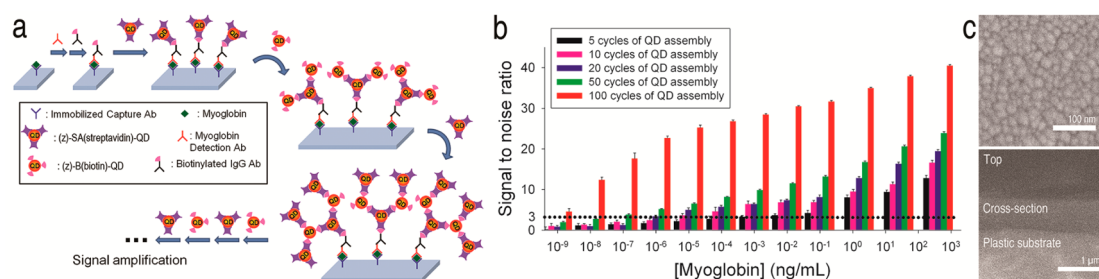 a
QD
: Immobilized Capture Ab
: Myoglobin
: (z)-SA(streptavidin)-QD
: Myoglobin
Detection Ab
: (z)-B(biotin)-QD
: Biotinylated IgG Ab
...
Signal amplification
b
Signal to noise ratio
40
30
20
10
3
0
5 cycles of QD assembly
10 cycles of QD assembly
20 cycles of QD assembly
50 cycles of QD assembly
100 cycles of QD assembly
10⁻⁹ 10⁻⁸ 10⁻⁷ 10⁻⁶ 10⁻⁵ 10⁻⁴ 10⁻³ 10⁻² 10⁻¹ 10⁰ 10¹ 10² 10³
[Myoglobin] (ng/mL)
c
100 nm
Top
Cross-section
Plastic substrate
1 μm